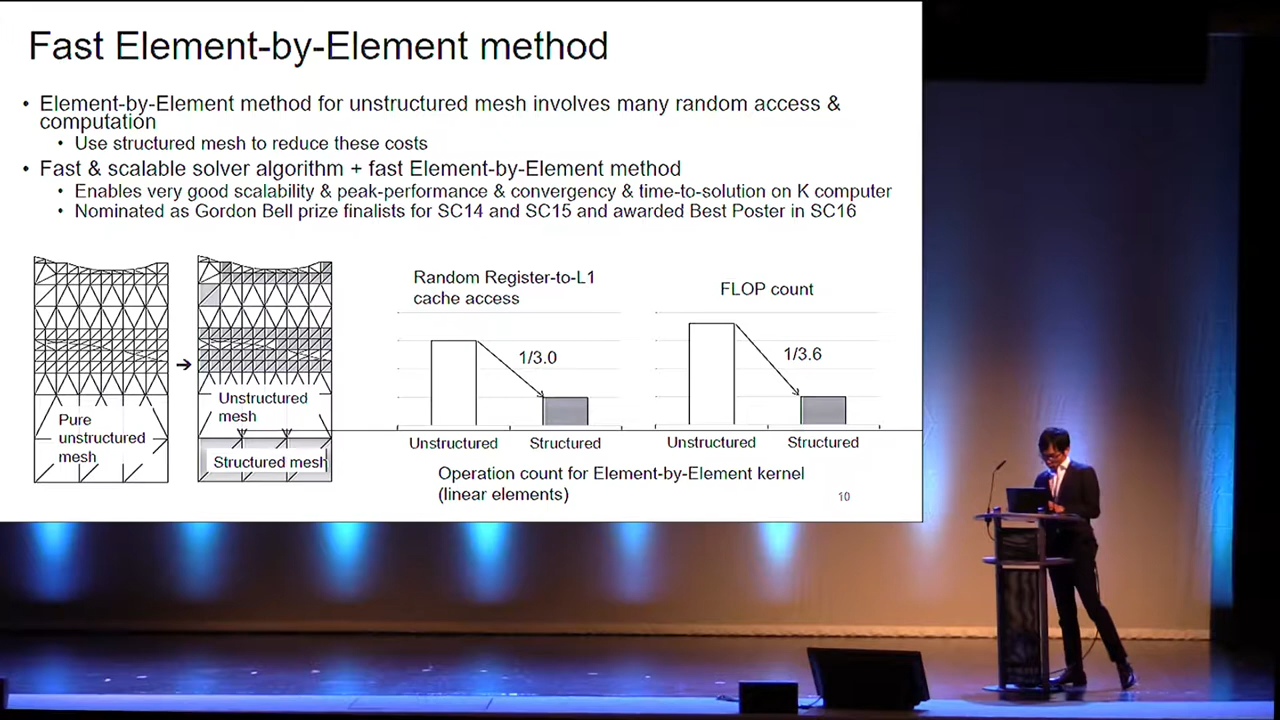 Fast Element-by-Element method
• Element-by-Element method for unstructured mesh involves many random access &
computation
• Use structured mesh to reduce these costs
• Fast & scalable solver algorithm + fast Element-by-Element method
• Enables very good scalability & peak-performance & convergency & time-to-solution on K computer
• Nominated as Gordon Bell prize finalists for SC14 and SC15 and awarded Best Poster in SC16
Pure
unstructured
mesh
Unstructured
mesh
Structured mesh
Random Register-to-L1
cache access
1/3.0
Unstructured
Structured
FLOP count
1/3.6
Unstructured
Structured
Operation count for Element-by-Element kernel
(linear elements)
10